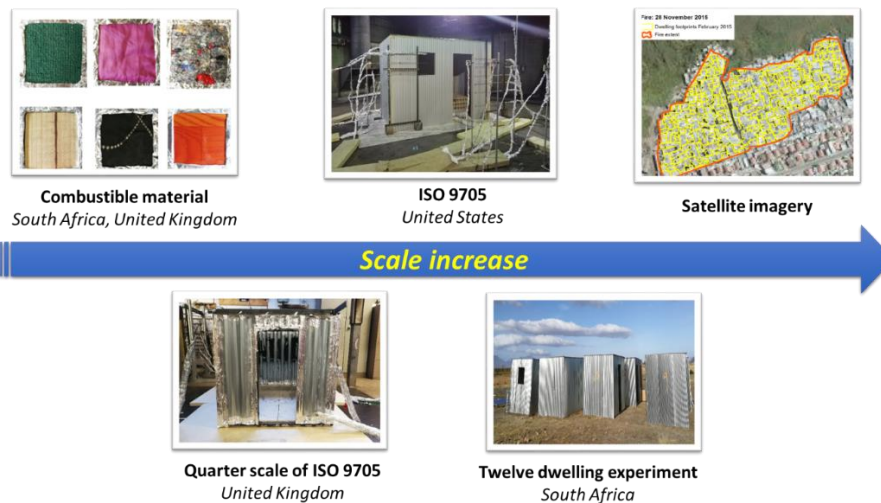 Fire: 28 November 2015
Dwelling footprints February 2015
Fire extent
Combustible material
South Africa, United Kingdom
ISO 9705
United States
Satellite imagery
Scale increase
Quarter scale of ISO 9705
United Kingdom
Twelve dwelling experiment
South Africa